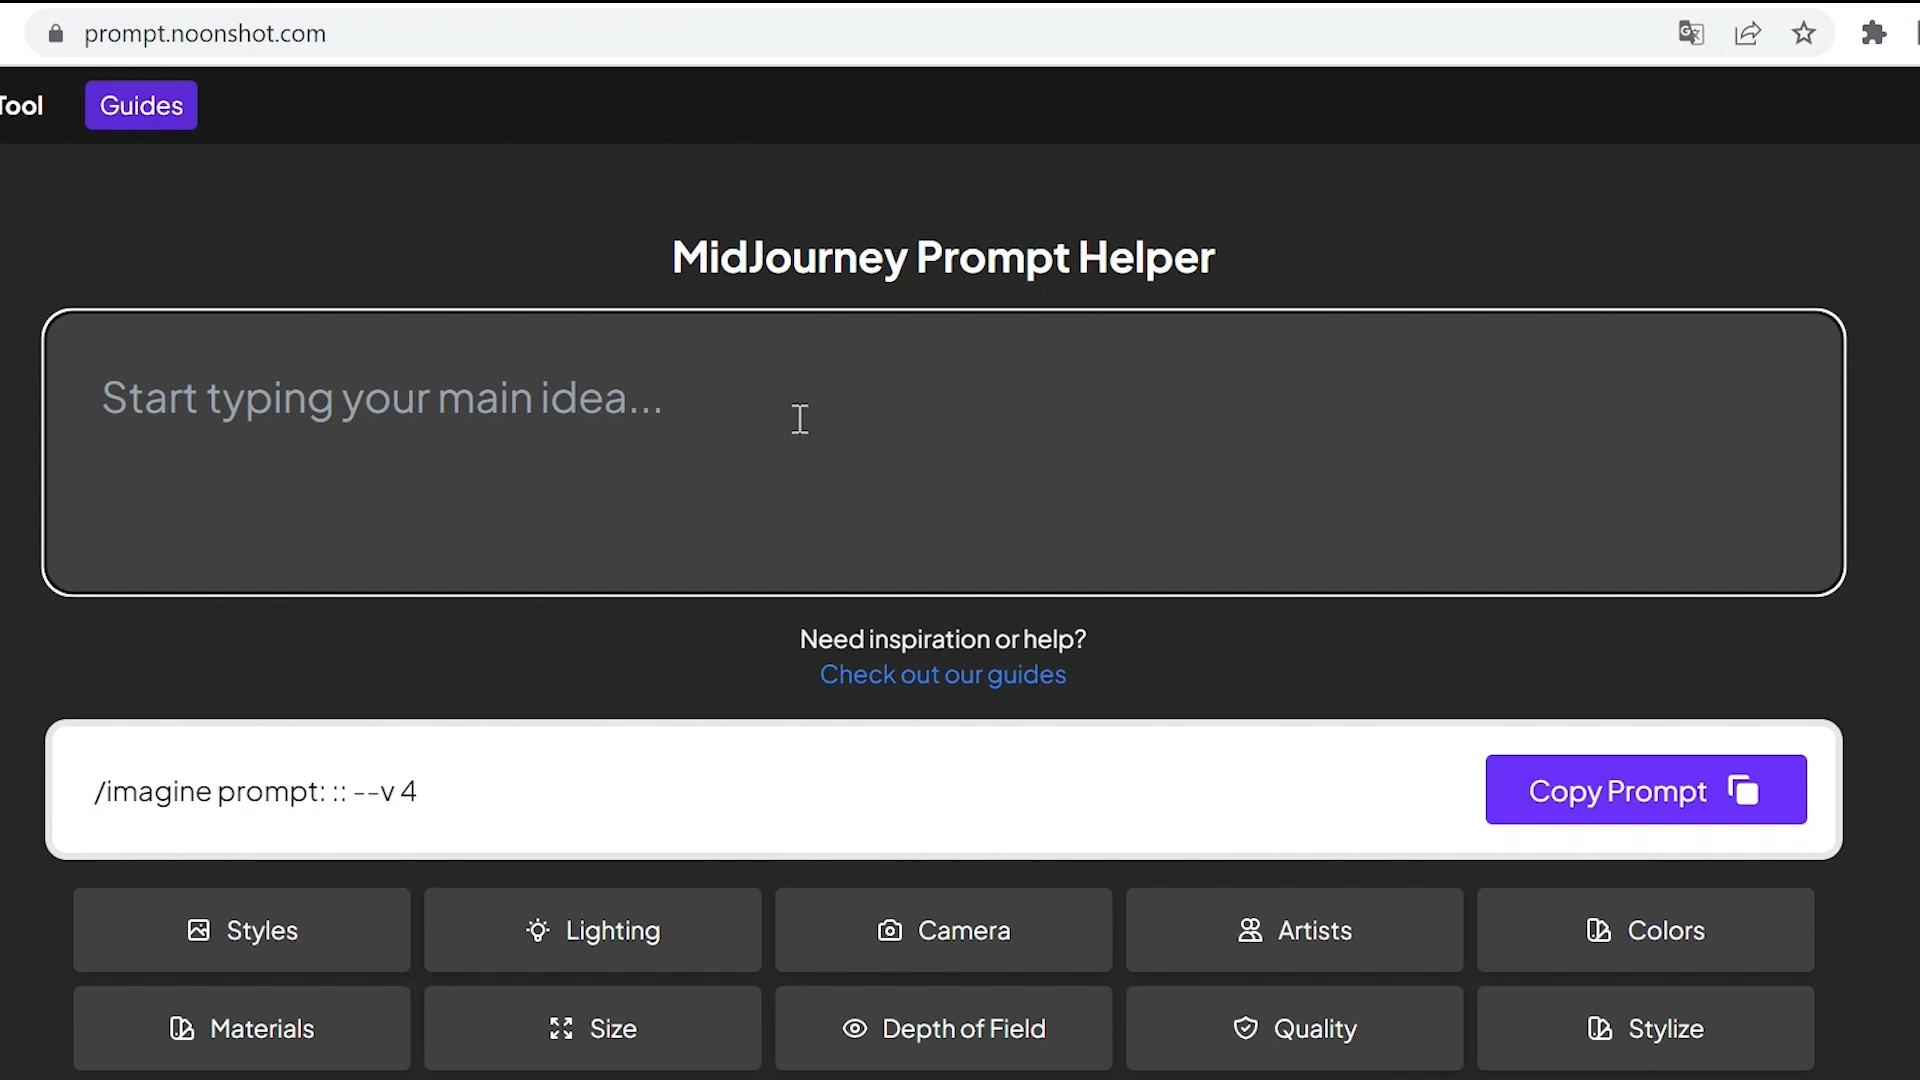 prompt.noonshot.com
Tool Guides
MidJourney Prompt Helper
Start typing your main idea...
Need inspiration or help?
Check out our guides
/imagine prompt: :: --v 4 Copy Prompt
Styles Lighting Camera Artists Colors
Materials Size Depth of Field Quality Stylize